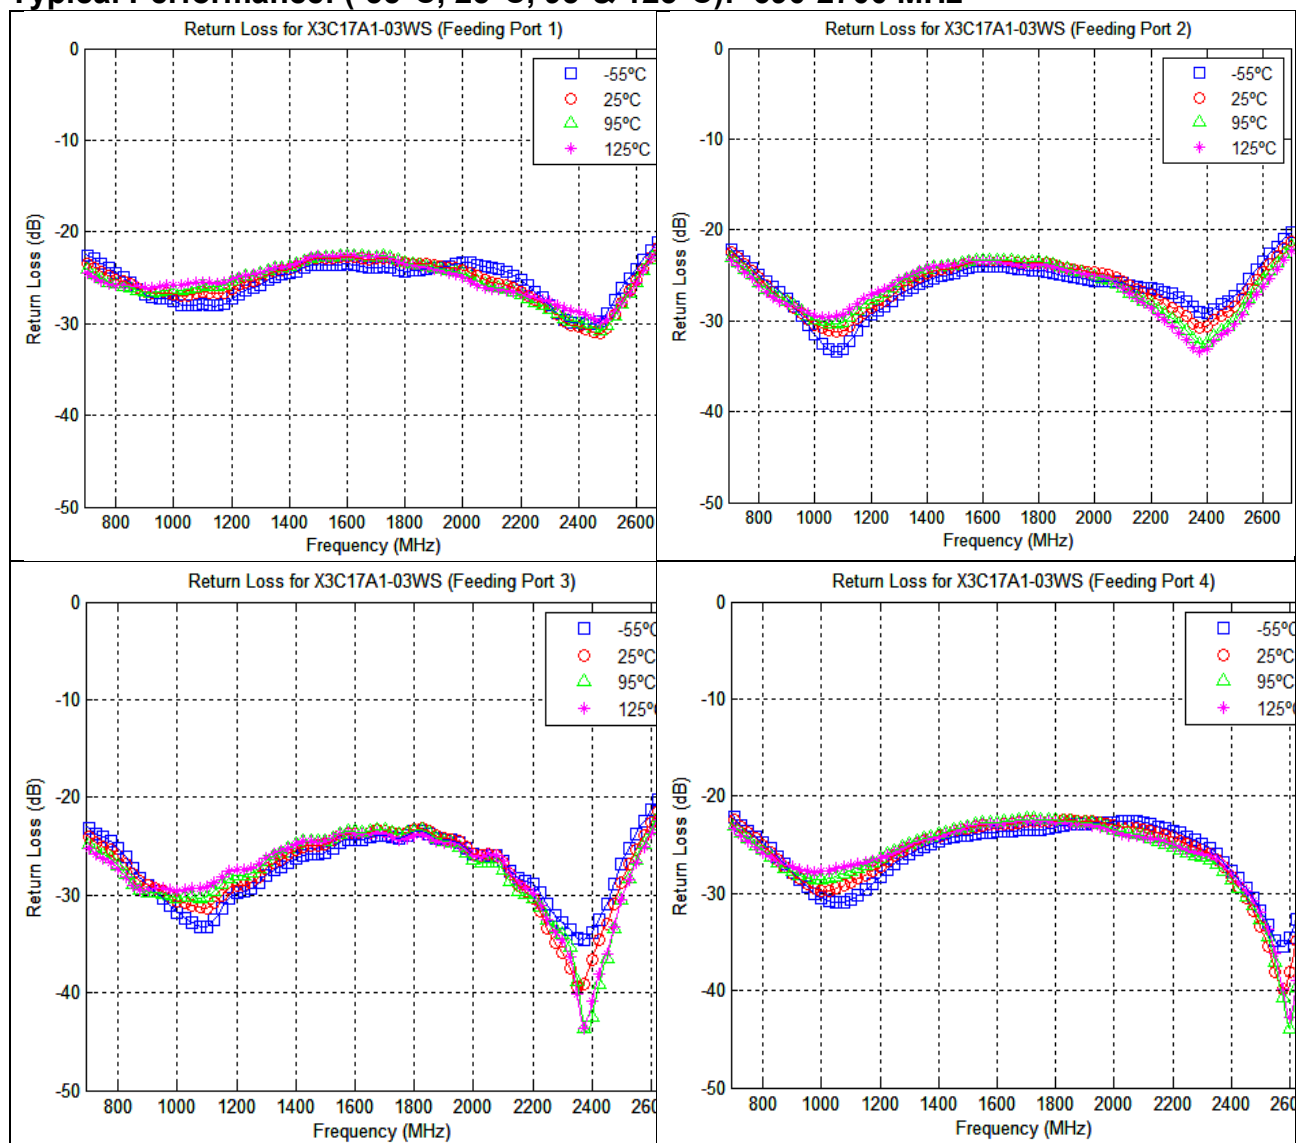 Return Loss for X3C17A1-03WS (Feeding Port 1)
0
-10
-20
-30
-40
-50
Return Loss (dB)
-55ºC
25ºC
95ºC
125ºC
800 1000 1200 1400 1600 1800 2000 2200 2400 2600
Frequency (MHz)
Return Loss for X3C17A1-03WS (Feeding Port 2)
0
-10
-20
-30
-40
-50
Return Loss (dB)
-55ºC
25ºC
95ºC
125ºC
800 1000 1200 1400 1600 1800 2000 2200 2400 2600
Frequency (MHz)
Return Loss for X3C17A1-03WS (Feeding Port 3)
0
-10
-20
-30
-40
-50
Return Loss (dB)
-55ºC
25ºC
95ºC
125º
800 1000 1200 1400 1600 1800 2000 2200 2400 260
Frequency (MHz)
Return Loss for X3C17A1-03WS (Feeding Port 4)
0
-10
-20
-30
-40
-50
Return Loss (dB)
-55ºC
25ºC
95ºC
125º
800 1000 1200 1400 1600 1800 2000 2200 2400 260
Frequency (MHz)